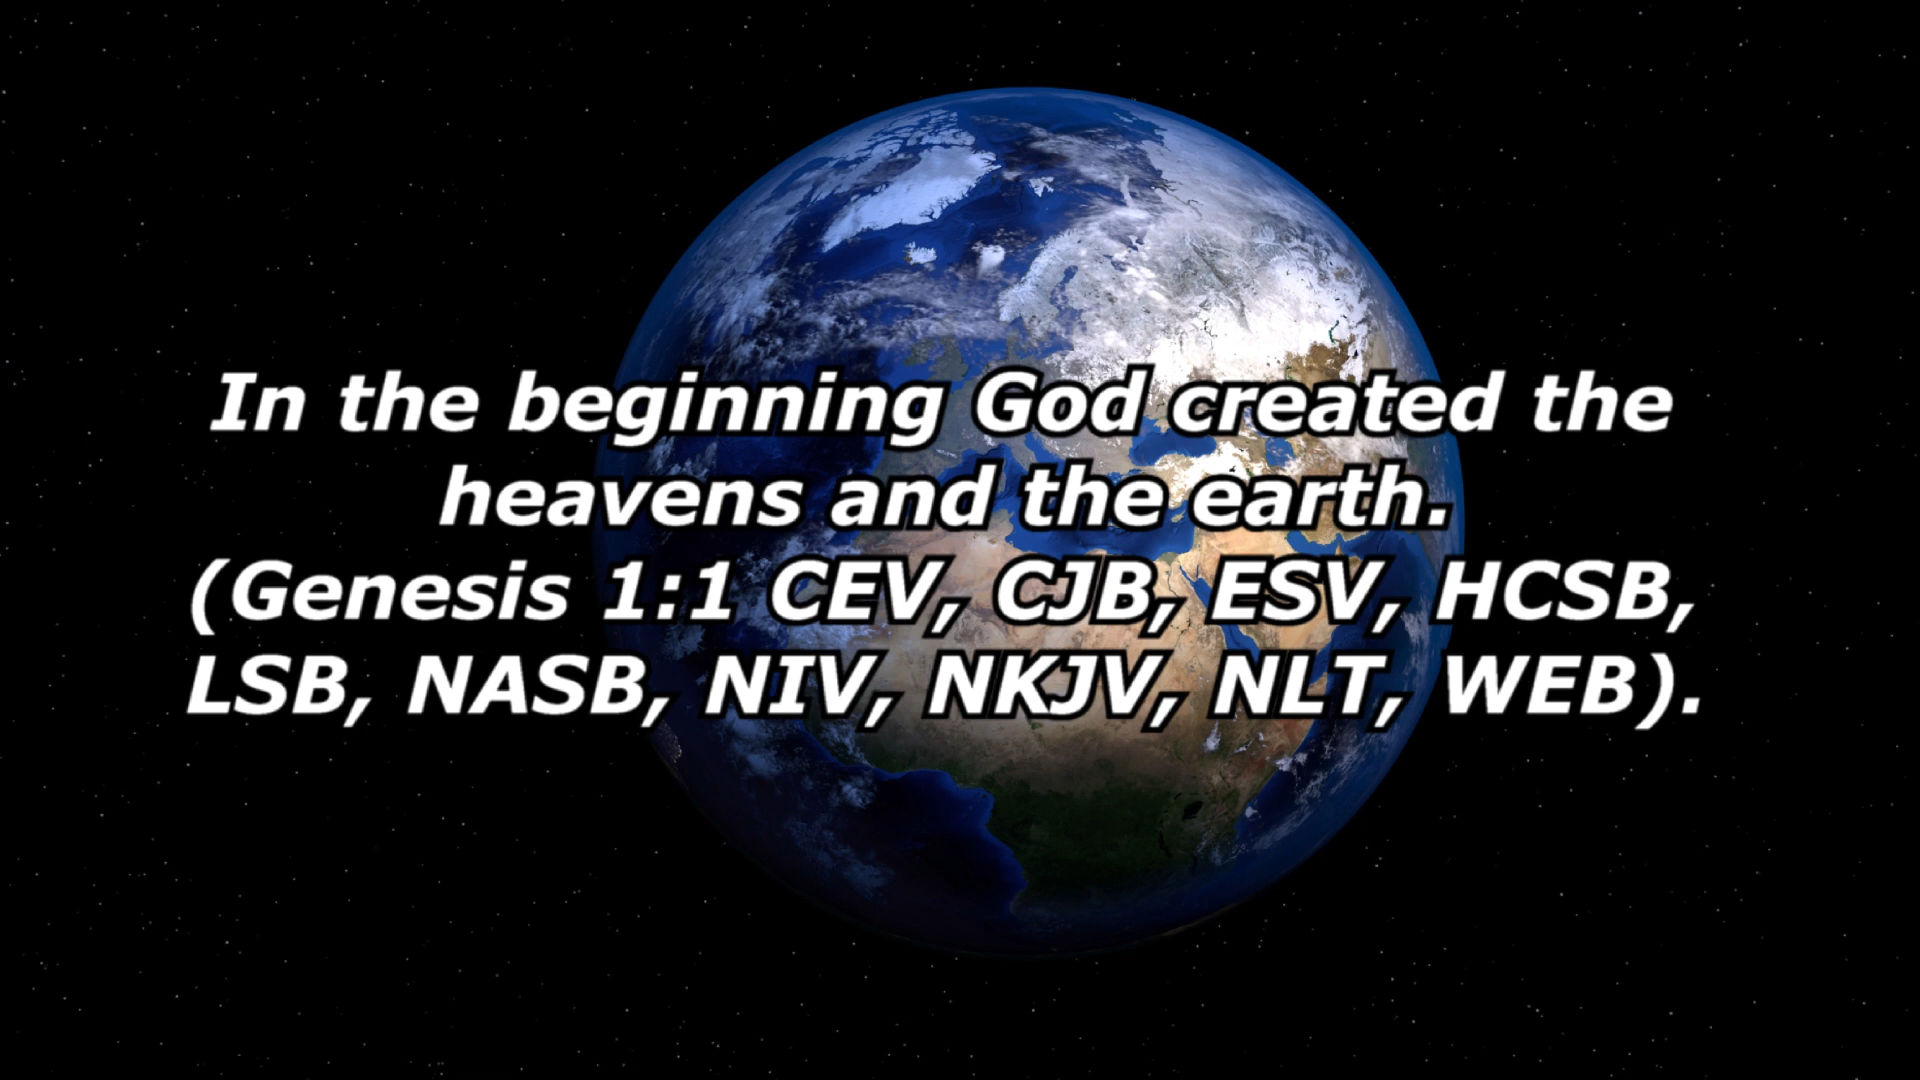 In the beginning God created the
heavens and the earth.
(Genesis 1:1 CEV, CJB, ESV, HCSB,
LSB, NASB, NIV, NKJV, NLT, WEB).